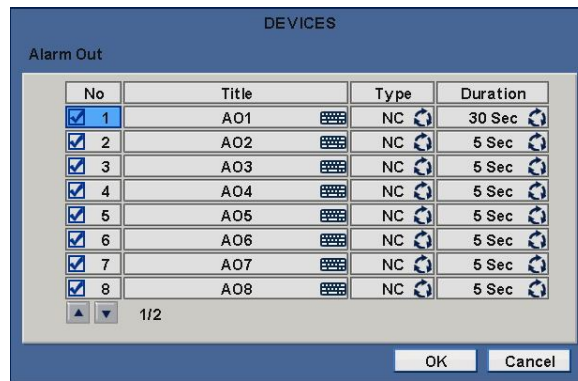 DEVICES
Alarm Out
No Title Type Duration
1 AO1 NC 30 Sec
2 AO2 NC 5 Sec
3 AO3 NC 5 Sec
4 AO4 NC 5 Sec
5 AO5 NC 5 Sec
6 AO6 NC 5 Sec
7 AO7 NC 5 Sec
8 AO8 NC 5 Sec
1/2
OK Cancel